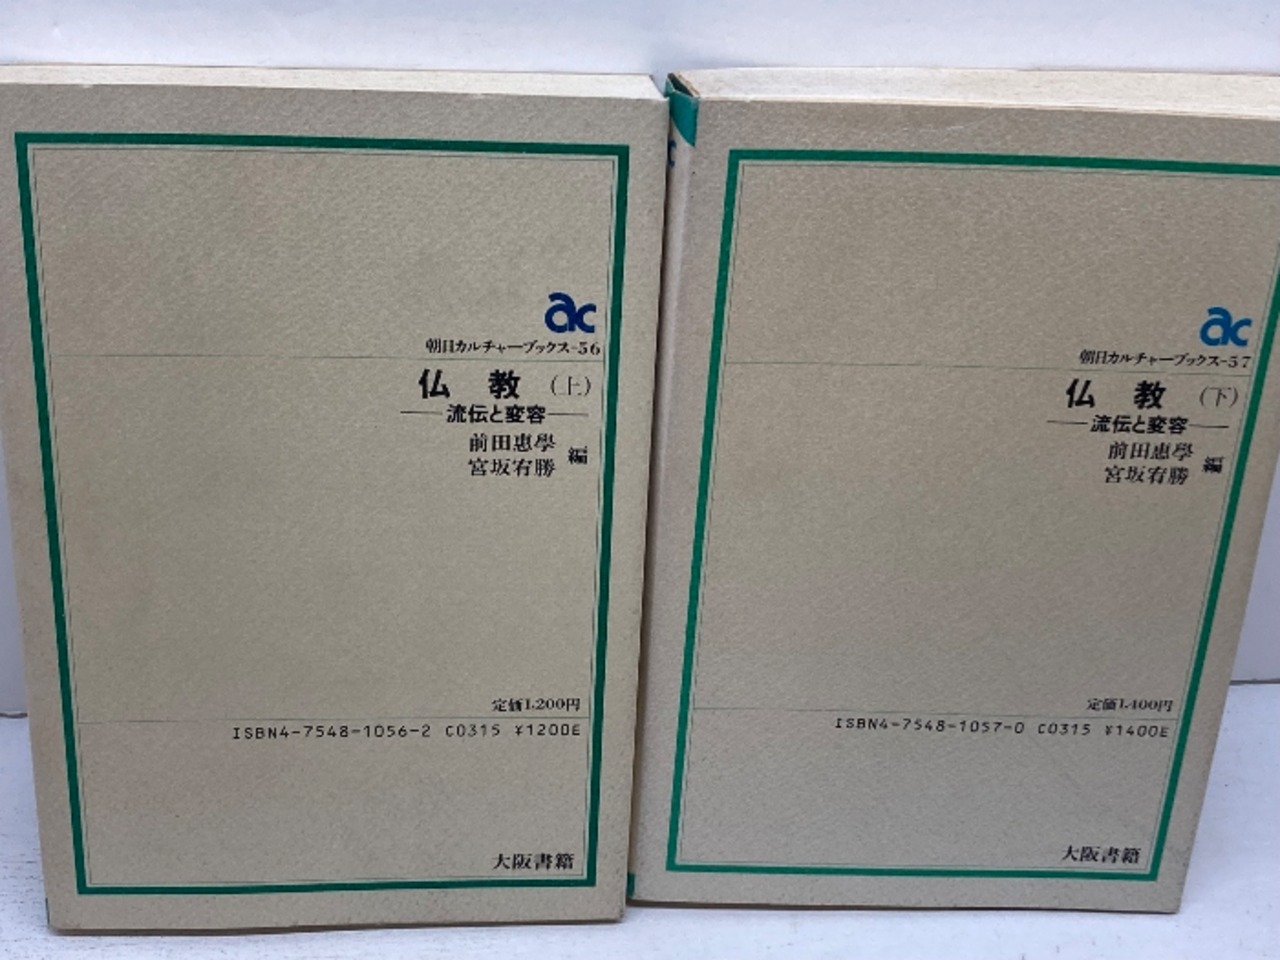 ac
朝日カルチャーブックス-56
仏 教 (上)
——流伝と変容——
前田惠學
宮坂宥勝
編
定価1,200円
ISBN4-7548-1056-2 C0315 ¥1200E
大阪書籍
ac
朝日カルチャーブックス-57
仏 教 (下)
——流伝と変容——
前田惠學
宮坂宥勝
編
定価1,400円
ISBN4-7548-1057-0 C0315 ¥1400E
大阪書籍